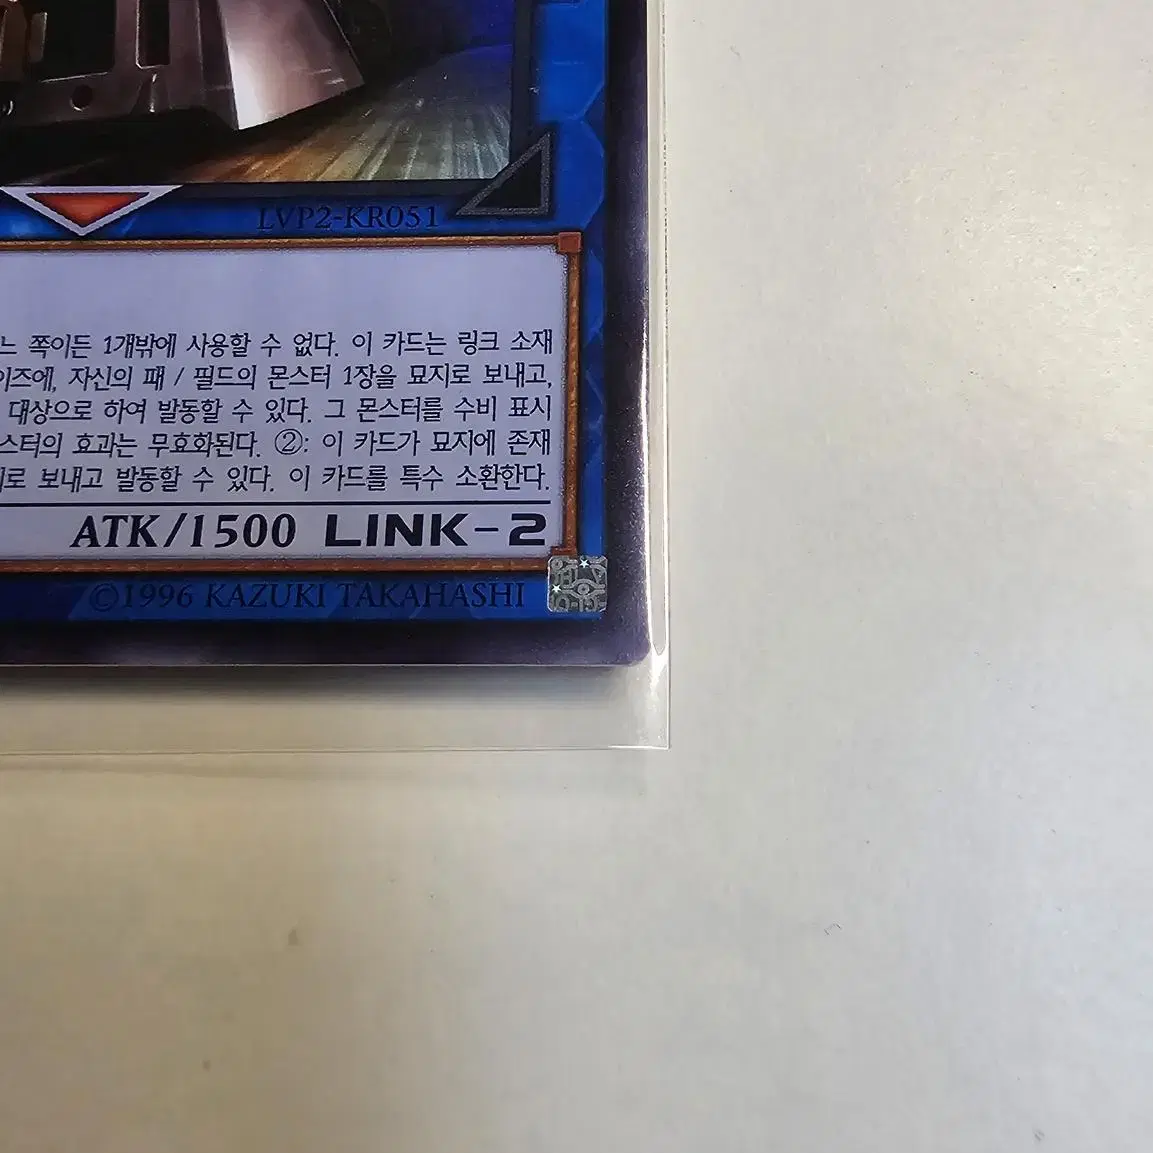 LVP2-KR051
느 쪽이든 1개밖에 사용할 수 없다. 이 카드는 링크 소재
이즈에, 자신의 패 / 필드의 몬스터 1장을 묘지로 보내고,
대상으로 하여 발동할 수 있다. 그 몬스터를 수비 표시
스터의 효과는 무효화된다. ②: 이 카드가 묘지에 존재
로 보내고 발동할 수 있다. 이 카드를 특수 소환한다.
ATK/1500 LINK-2
©1996 KAZUKI TAKAHASHI